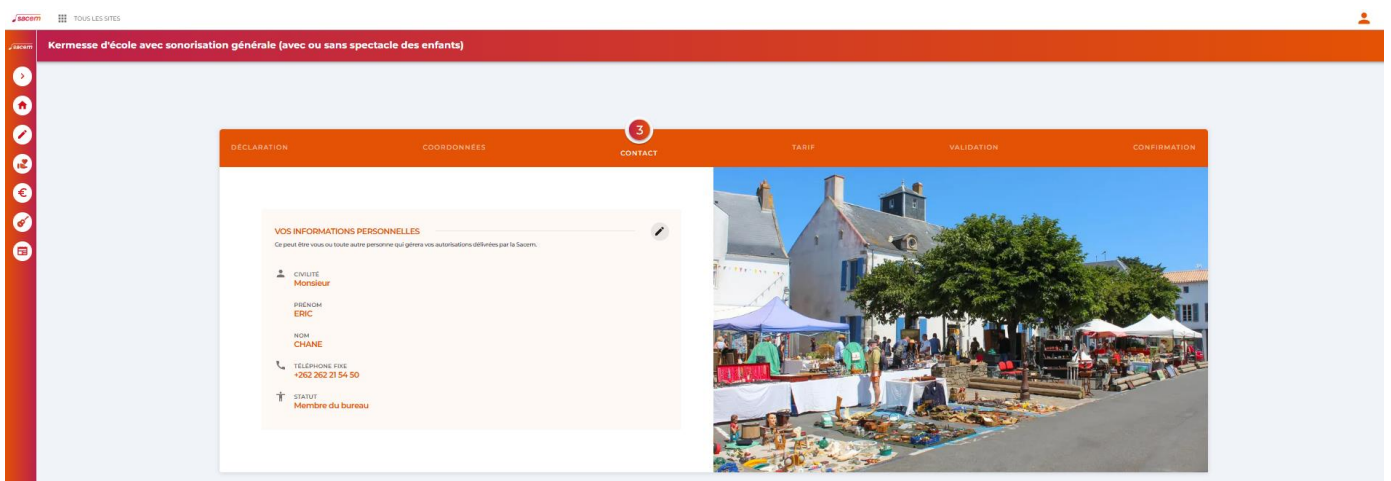 sacem
TOUS LES SITES
sacem
Kermesse d'école avec sonorisation générale (avec ou sans spectacle des enfants)
3
DÉCLARATION
COORDONNÉES
CONTACT
TARIF
VALIDATION
CONFIRMATION
VOS INFORMATIONS PERSONNELLES
Ce peut être vous ou toute autre personne qui gérera vos autorisations délivrées par la Sacem.
CIVILITÉ
Monsieur
PRÉNOM
ERIC
NOM
CHANE
TÉLÉPHONE FIXE
+262 262 21 54 50
STATUT
Membre du bureau